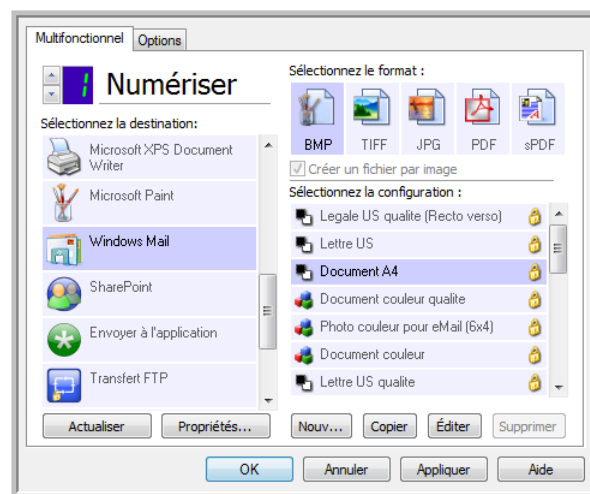 Multifonctionnel Options
1 Numériser
Sélectionnez la destination:
Microsoft XPS Document
Writer
Microsoft Paint
Windows Mail
SharePoint
Envoyer à l'application
Transfert FTP
Actualiser Propriétés...
Sélectionnez le format :
BMP TIFF JPG PDF sPDF
Créer un fichier par image
Sélectionnez la configuration :
Legale US qualite (Recto verso)
Lettre US
Document A4
Document couleur qualite
Photo couleur pour eMail (6x4)
Document couleur
Lettre US qualite
Nouv... Copier Éditer Supprimer
OK Annuler Appliquer Aide